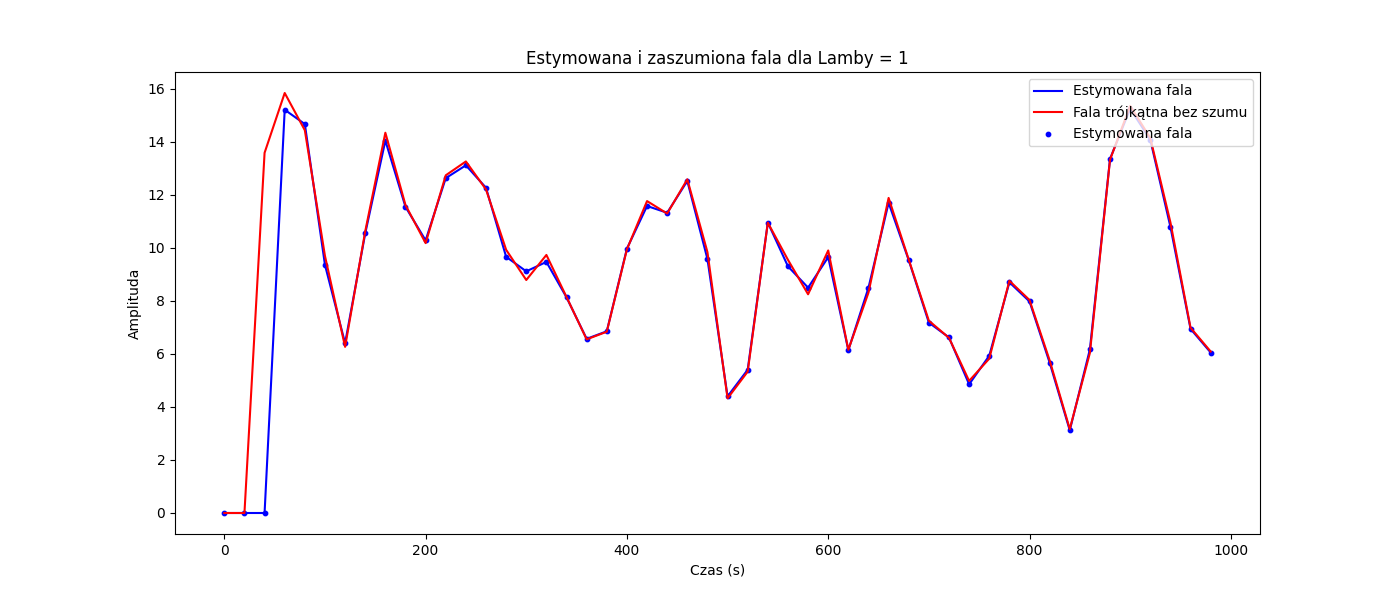 Estymowana i zaszumiona fala dla Lamby = 1
Estymowana fala
Fala trójkątna bez szumu
Estymowana fala
Amplituda
16
14
12
10
8
6
4
2
0
0 200 400 600 800 1000
Czas (s)